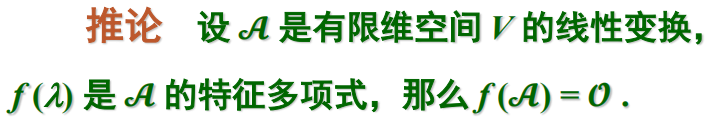 推论 设 𝒜 是有限维空间 V 的线性变换，
f (λ) 是 𝒜 的特征多项式，那么 f (𝒜) = 𝒪 .